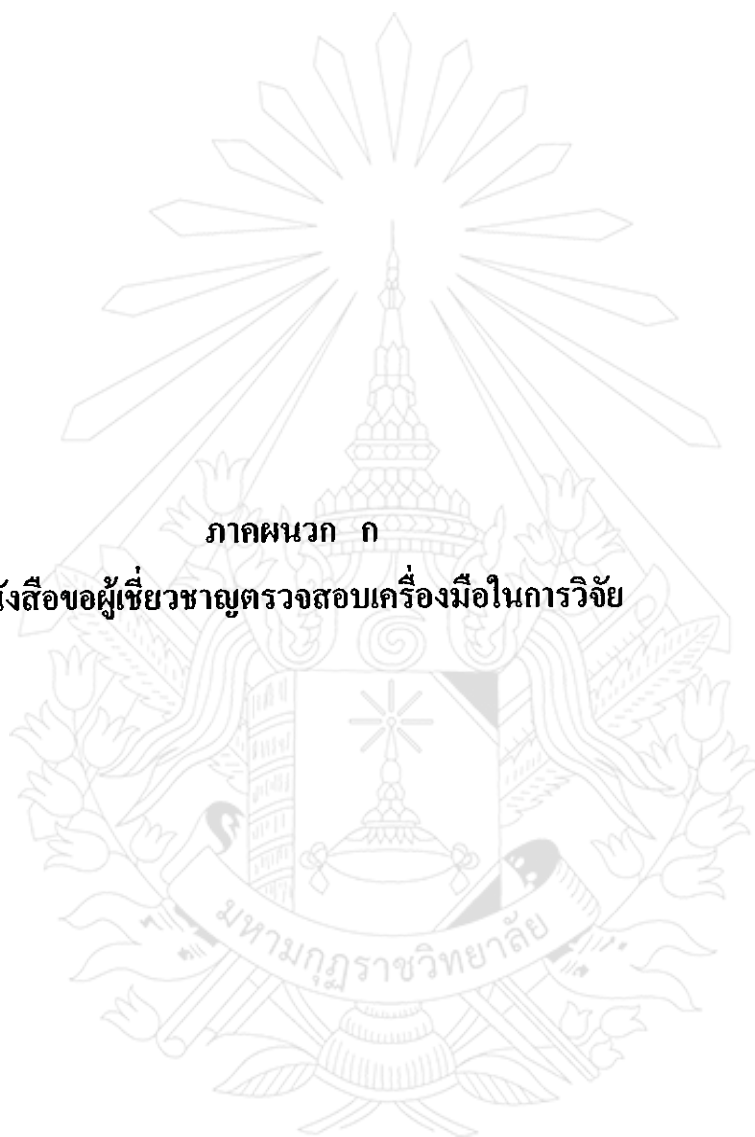 ภาคผนวก ก
ังสือขอผู้เชี่ยวชาญตรวจสอบเครื่องมือในการวิจัย
มหามกุฏราชวิทยาลัย